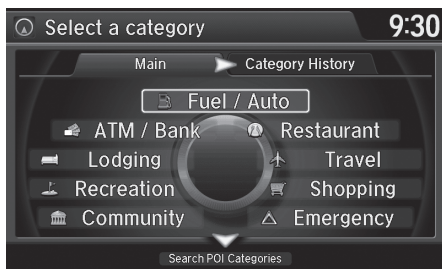 Select a category 9:30
Main Category History
Fuel / Auto
ATM / Bank Restaurant
Lodging Travel
Recreation Shopping
Community Emergency
Search POI Categories